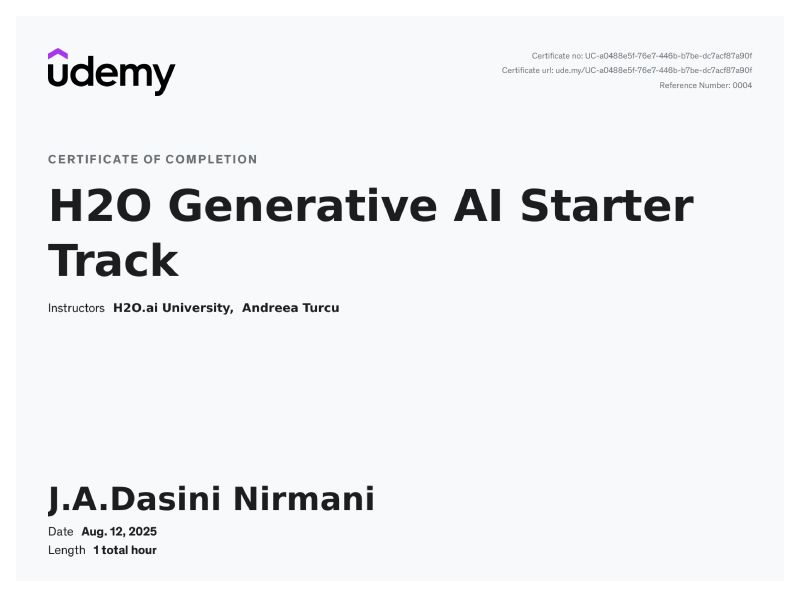 udemy
Certificate no: UC-a0488e5f-76e7-446b-b7be-dc7acf87a90f
Certificate url: ude.my/UC-a0488e5f-76e7-446b-b7be-dc7acf87a90f
Reference Number: 0004
CERTIFICATE OF COMPLETION
H2O Generative AI Starter
Track
Instructors H2O.ai University, Andreea Turcu
J.A.Dasini Nirmani
Date Aug. 12, 2025
Length 1 total hour